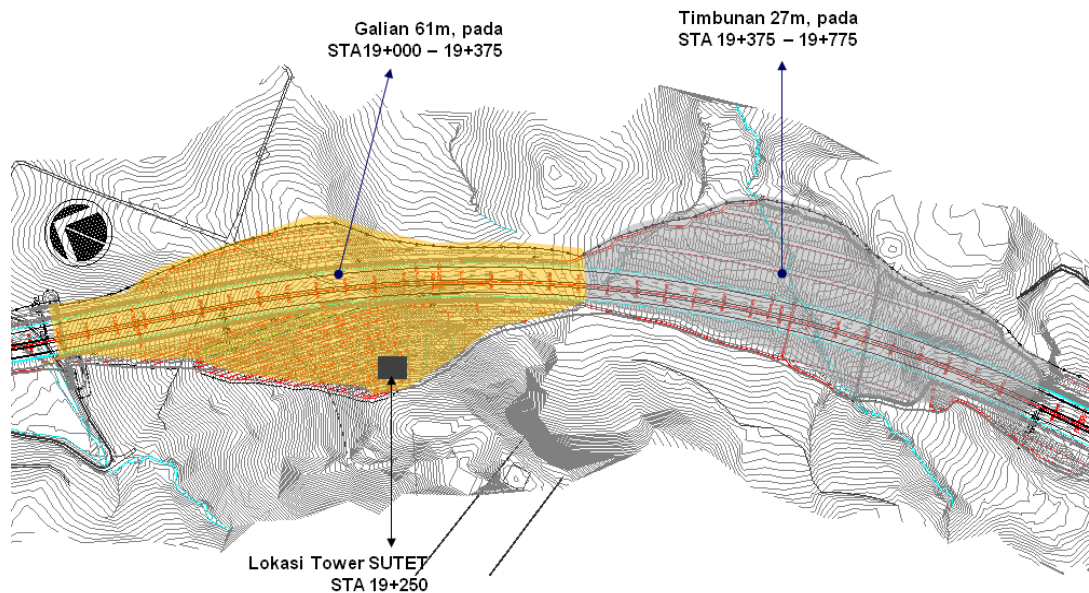 Galian 61m, pada
STA19+000 – 19+375
Timbunan 27m, pada
STA 19+375 – 19+775
Lokasi Tower SUTET
STA 19+250